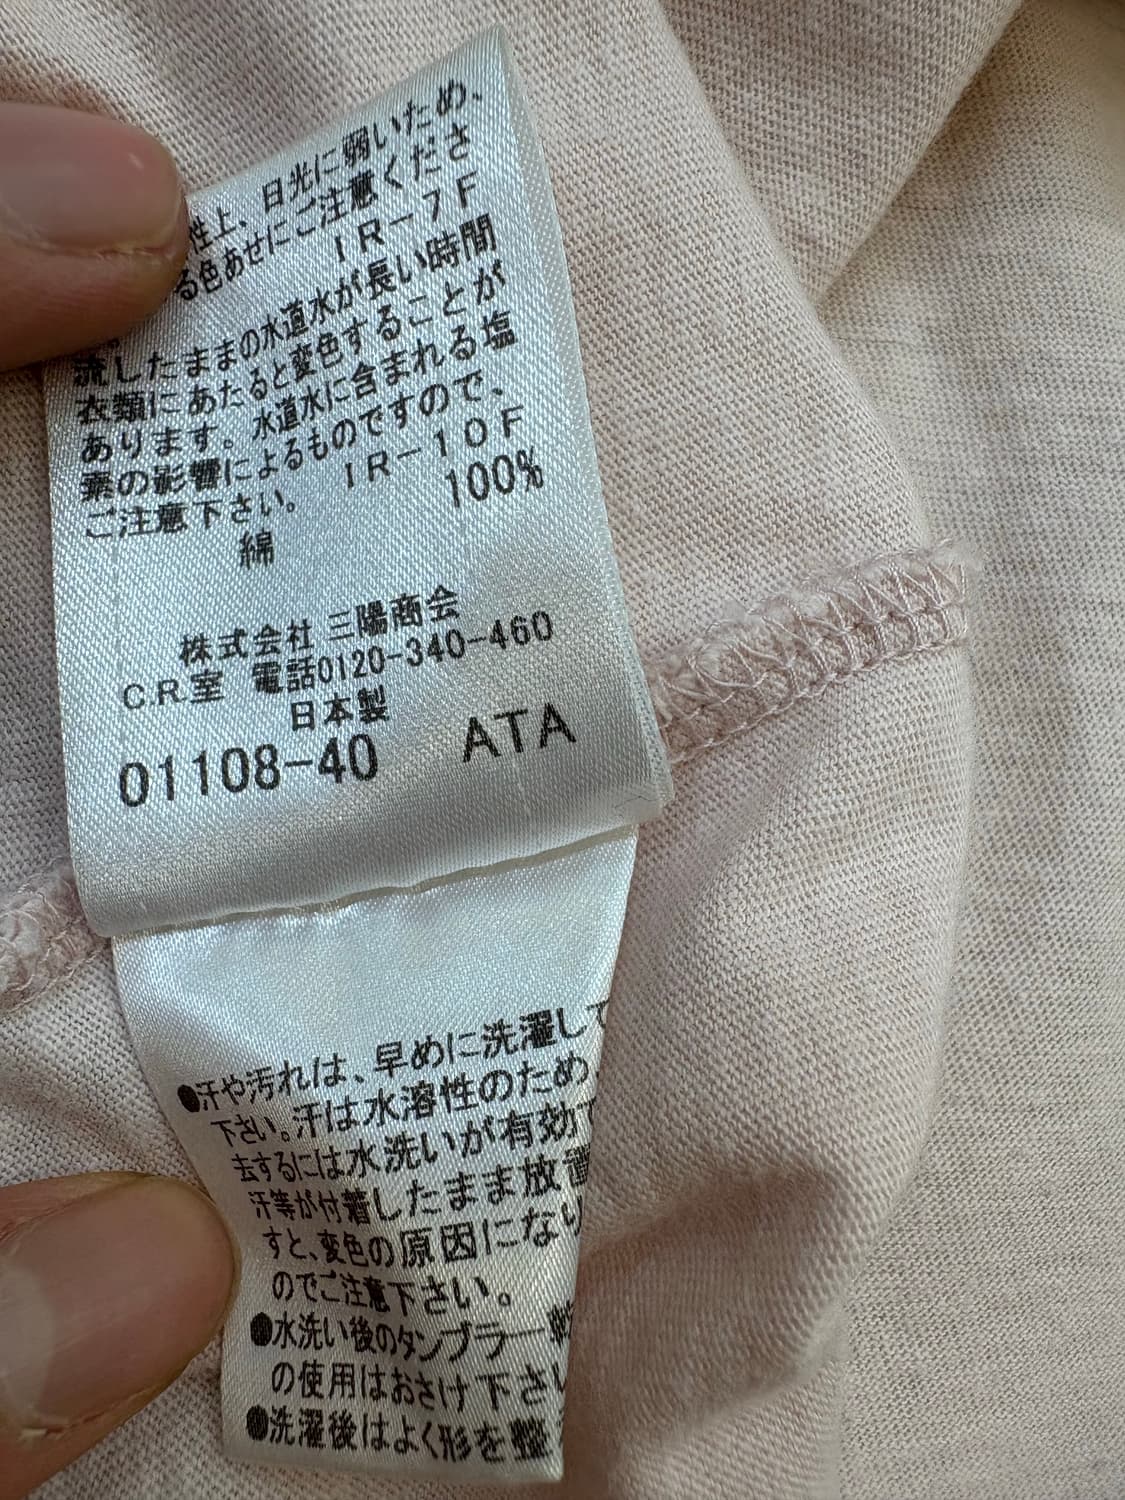 性上、日光に弱いため、
る色あせにご注意くださ
IR-7F
流したままの水道水が長い時間
衣類にあたると変色することが
あります。水道水に含まれる塩
素の影響によるものですので、
ご注意下さい。 IR-10F
綿 100%
株式会社 三陽商会
C.R.室 電話0120-340-460
日本製
01108-40 ATA
●汗や汚れは、早めに洗濯して
下さい。汗は水溶性のため
去するには水洗いが有効で
汗等が付着したまま放置
すと、変色の原因になり
のでご注意下さい。
●水洗い後のタンブラー乾
の使用はおさけ下さい
●洗濯後はよく形を整